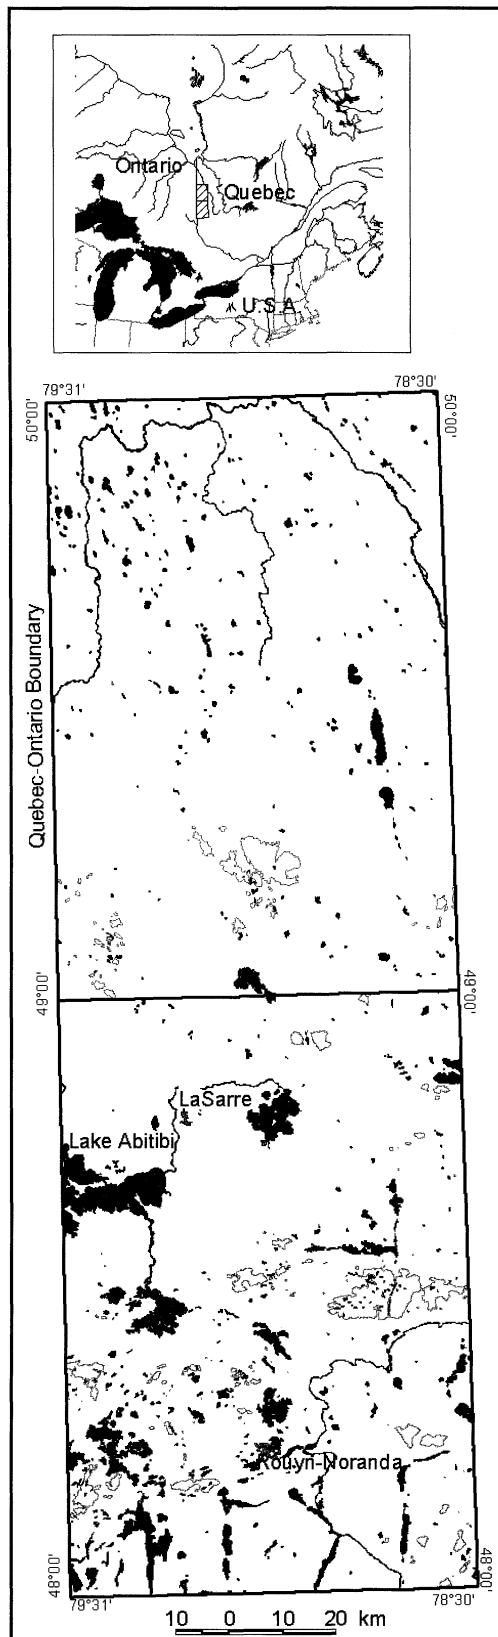 Ontario
Quebec
U.S.A
79°31'
78°30'
50°00'
50°00'
Quebec-Ontario Boundary
49°00'
49°00'
LaSarre
Lake Abitibi
Rouyn-Noranda
48°00'
48°00'
79°31'
78°30'
10 0 10 20 km